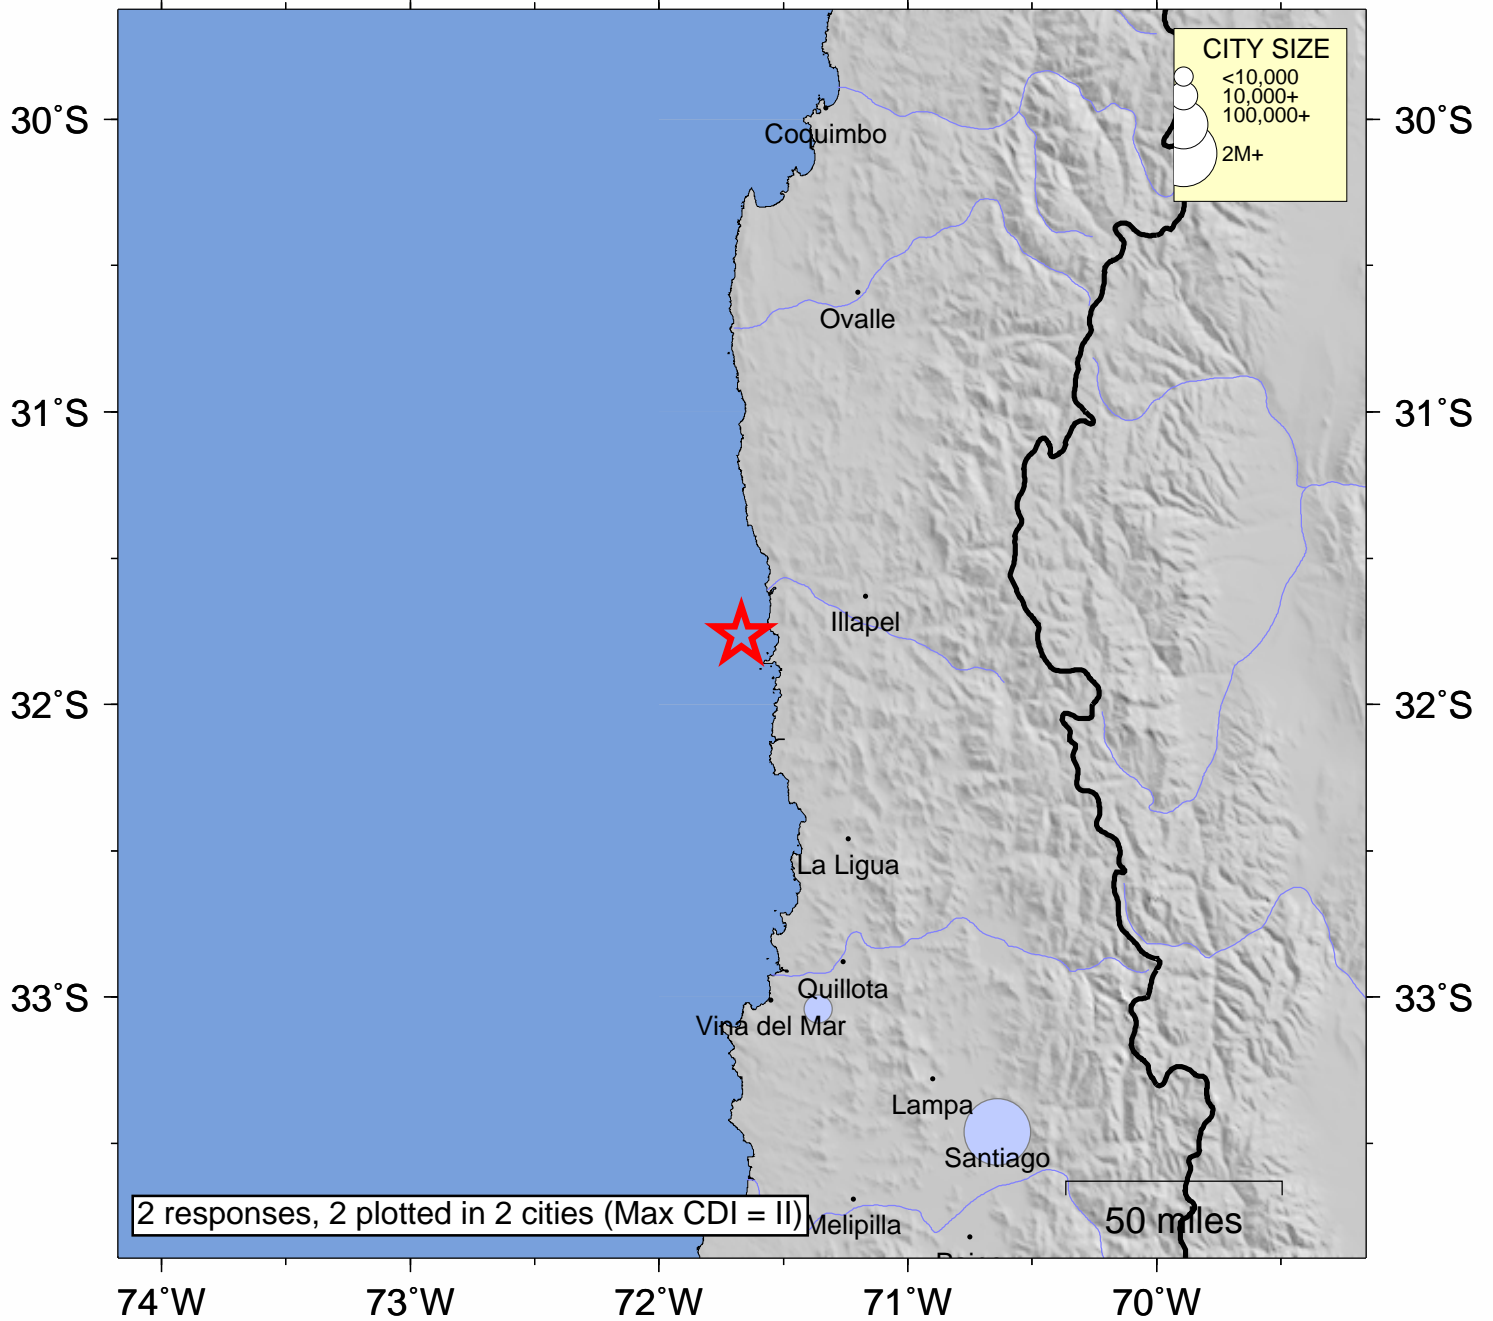 CITY SIZE
<10,000
10,000+
100,000+
2M+
30°S
30°S
Coquimbo
Ovalle
31°S
31°S
Illapel
32°S
32°S
La Ligua
Quillota
33°S
33°S
Vina del Mar
Lampa
Santiago
2 responses, 2 plotted in 2 cities (Max CDI = II)
Melipilla
50 miles
74°W
73°W
72°W
71°W
70°W